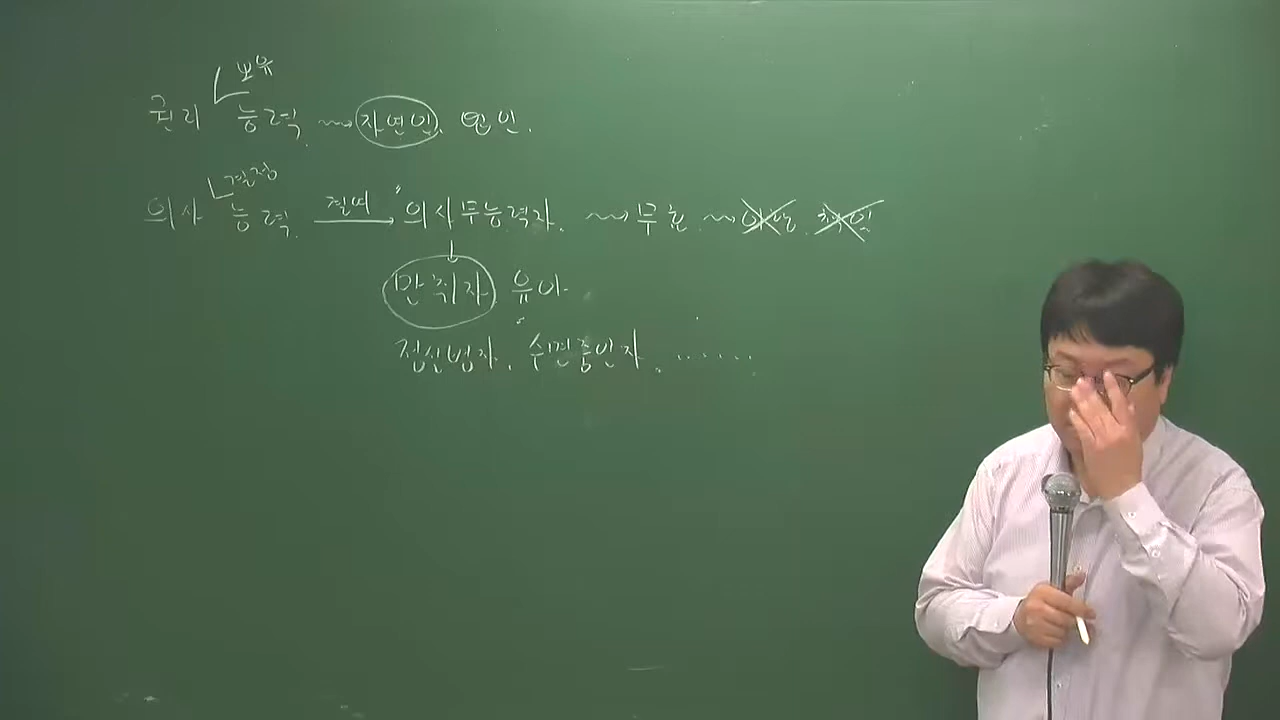 보유
권리 능력 자연인, 법인.
결정
의사 능력. 결여 "의사무능력자. 무효
만취자 유아
정신병자, 수면중인자 .......